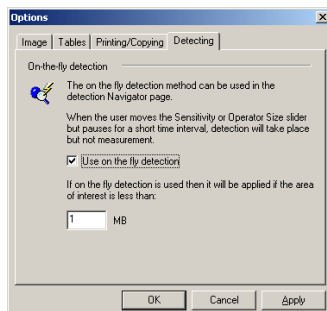 Options
Image Tables Printing/Copying Detecting
On-the-fly detection
The on the fly detection method can be used in the
detection Navigator page.
When the user moves the Sensitivity or Operator Size slider
but pauses for a short time interval, detection will take place
but not measurement.
Use on the fly detection
If on the fly detection is used then it will be applied if the area
of interest is less than:
1 MB
OK Cancel Apply